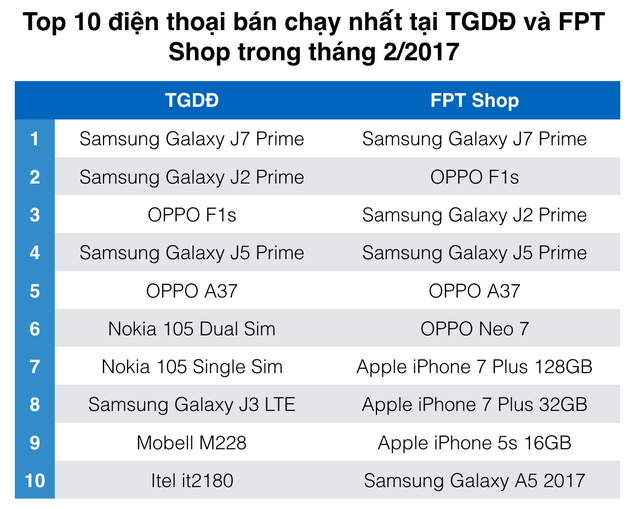 Top 10 điện thoại bán chạy nhất tại TGDĐ và FPT
Shop trong tháng 2/2017
TGDĐ FPT Shop
1 Samsung Galaxy J7 Prime Samsung Galaxy J7 Prime
2 Samsung Galaxy J2 Prime OPPO F1s
3 OPPO F1s Samsung Galaxy J2 Prime
4 Samsung Galaxy J5 Prime Samsung Galaxy J5 Prime
5 OPPO A37 OPPO A37
6 Nokia 105 Dual Sim OPPO Neo 7
7 Nokia 105 Single Sim Apple iPhone 7 Plus 128GB
8 Samsung Galaxy J3 LTE Apple iPhone 7 Plus 32GB
9 Mobell M228 Apple iPhone 5s 16GB
10 Itel it2180 Samsung Galaxy A5 2017